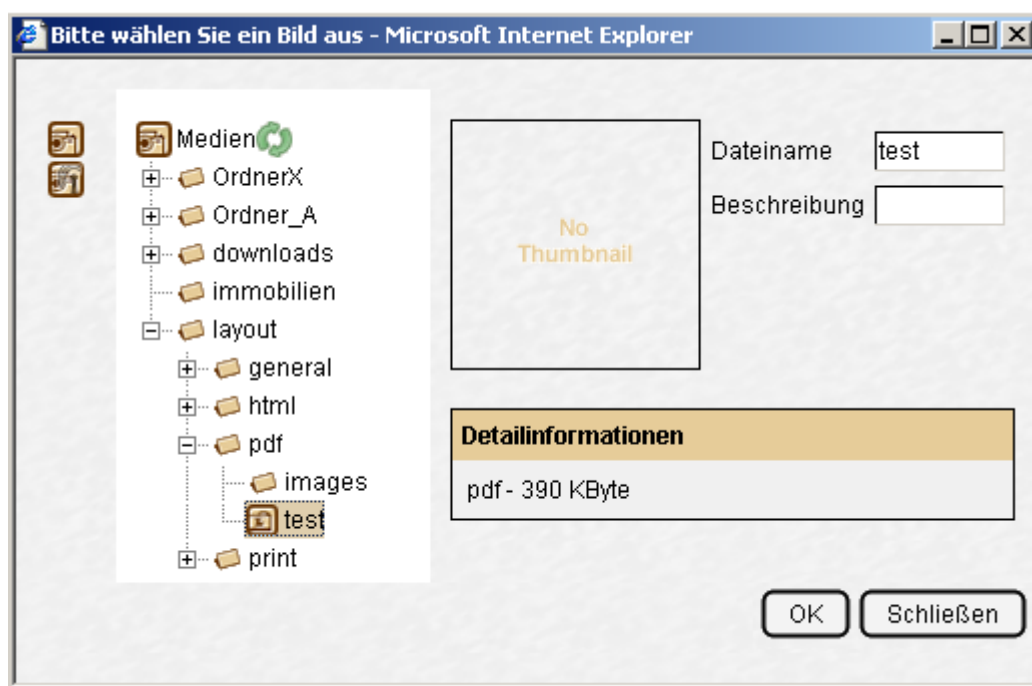 Bitte wählen Sie ein Bild aus - Microsoft Internet Explorer
Medien
OrdnerX
Ordner_A
downloads
immobilien
layout
general
html
pdf
images
test
print
No
Thumbnail
Dateiname test
Beschreibung
Detailinformationen
pdf - 390 KByte
OK Schließen